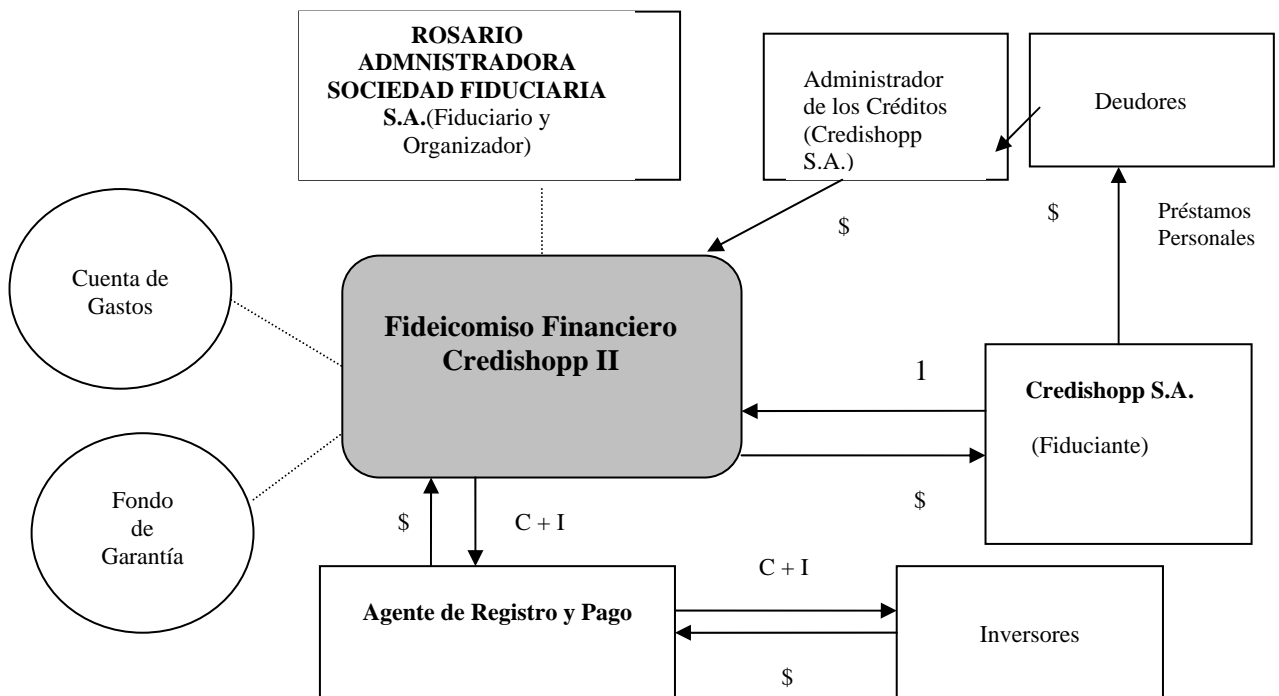 ROSARIO
ADMNISTRADORA
SOCIEDAD FIDUCIARIA
S.A.(Fiduciario y
Organizador)
Administrador
de los Créditos
(Credishopp
S.A.)
Deudores
$
$
Préstamos
Personales
Cuenta de
Gastos
Fideicomiso Financiero
Credishopp II
1
Credishopp S.A.
(Fiduciante)
$
Fondo
de
Garantía
$
C + I
C + I
Agente de Registro y Pago
Inversores
$